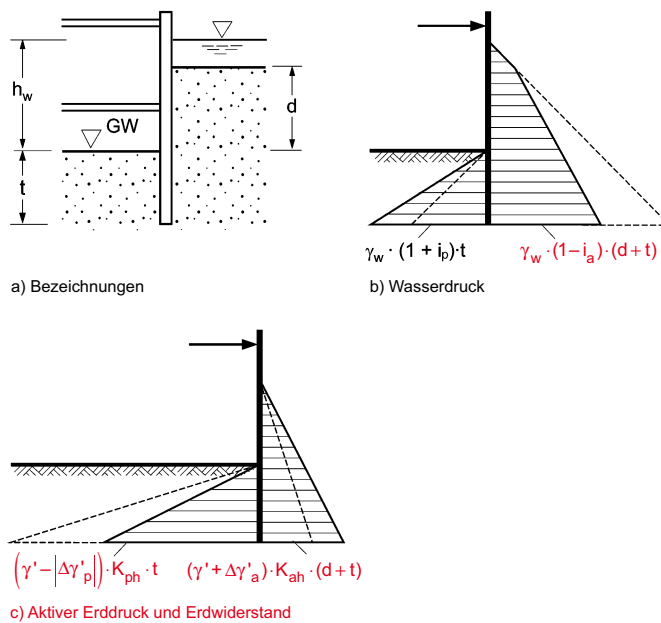 h_w
GW
d
t
γ_w · (1 + i_p)·t
γ_w ·(1−i_a)·(d+t)
a) Bezeichnungen
b) Wasserdruck
(γ'−|Δγ'_p|)·K_ph · t
(γ'+Δγ'_a)·K_ah ·(d+t)
c) Aktiver Erddruck und Erdwiderstand